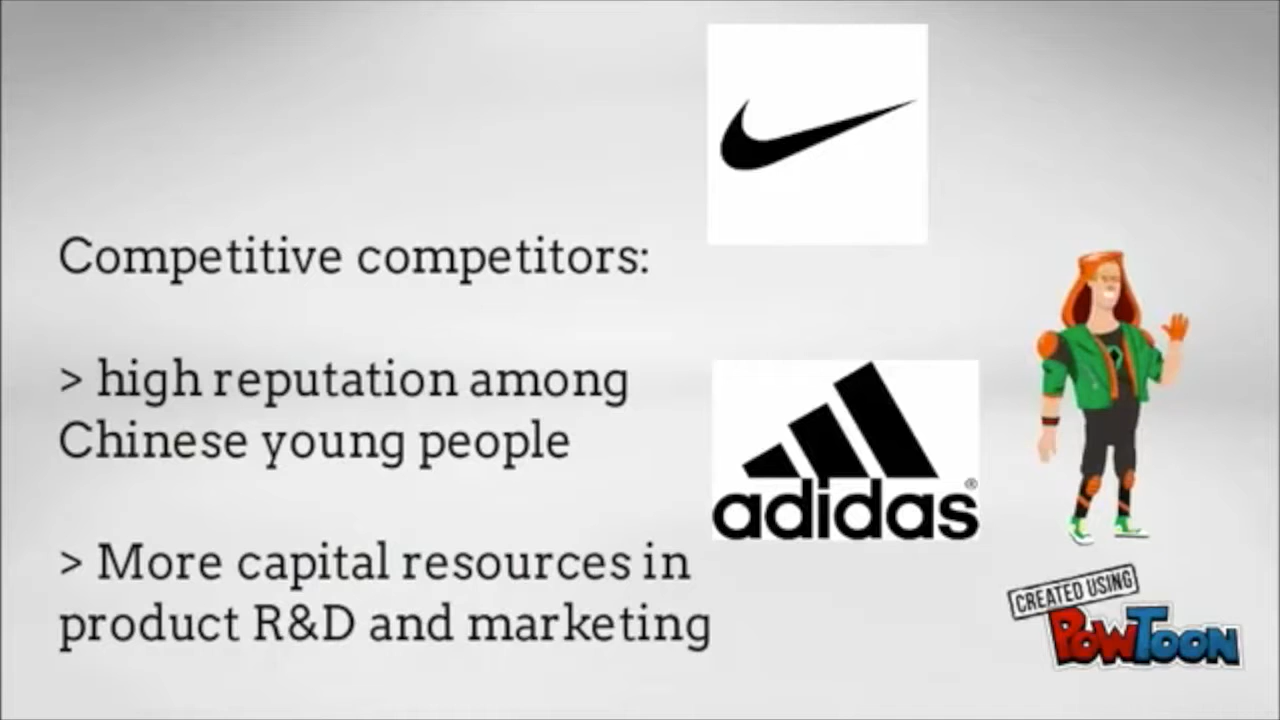 Competitive competitors:
> high reputation among
Chinese young people
> More capital resources in
product R&D and marketing
adidas®
CREATED USING
POWTOON